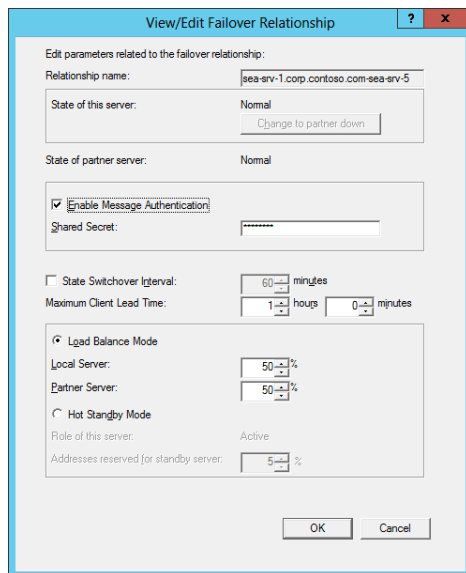 View/Edit Failover Relationship ? x
Edit parameters related to the failover relationship:
Relationship name: sea-srv-1.corp.contoso.com-sea-srv-5
State of this server: Normal
Change to partner down
State of partner server: Normal
Enable Message Authentication
Shared Secret: ********
State Switchover Interval: 60 minutes
Maximum Client Lead Time: 1 hours 0 minutes
Load Balance Mode
Local Server: 50 %
Partner Server: 50 %
Hot Standby Mode
Role of this server: Active
Addresses reserved for standby server: 5 %
OK Cancel